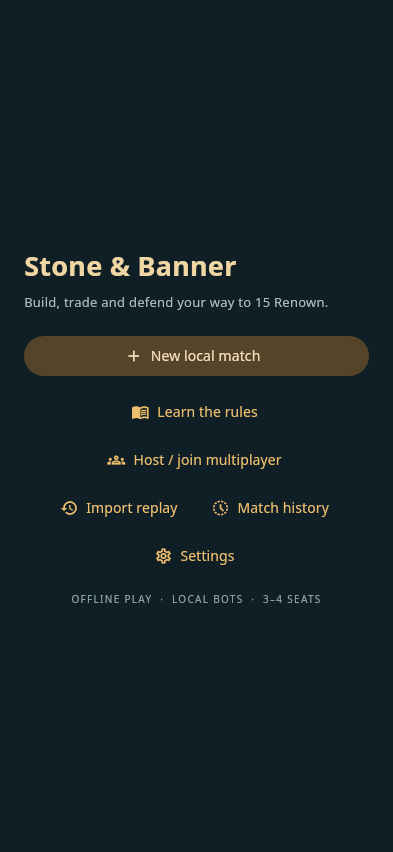 Stone & Banner
Build, trade and defend your way to 15 Renown.
New local match
Learn the rules
Host / join multiplayer
Import replay
Match history
Settings
OFFLINE PLAY · LOCAL BOTS · 3–4 SEATS